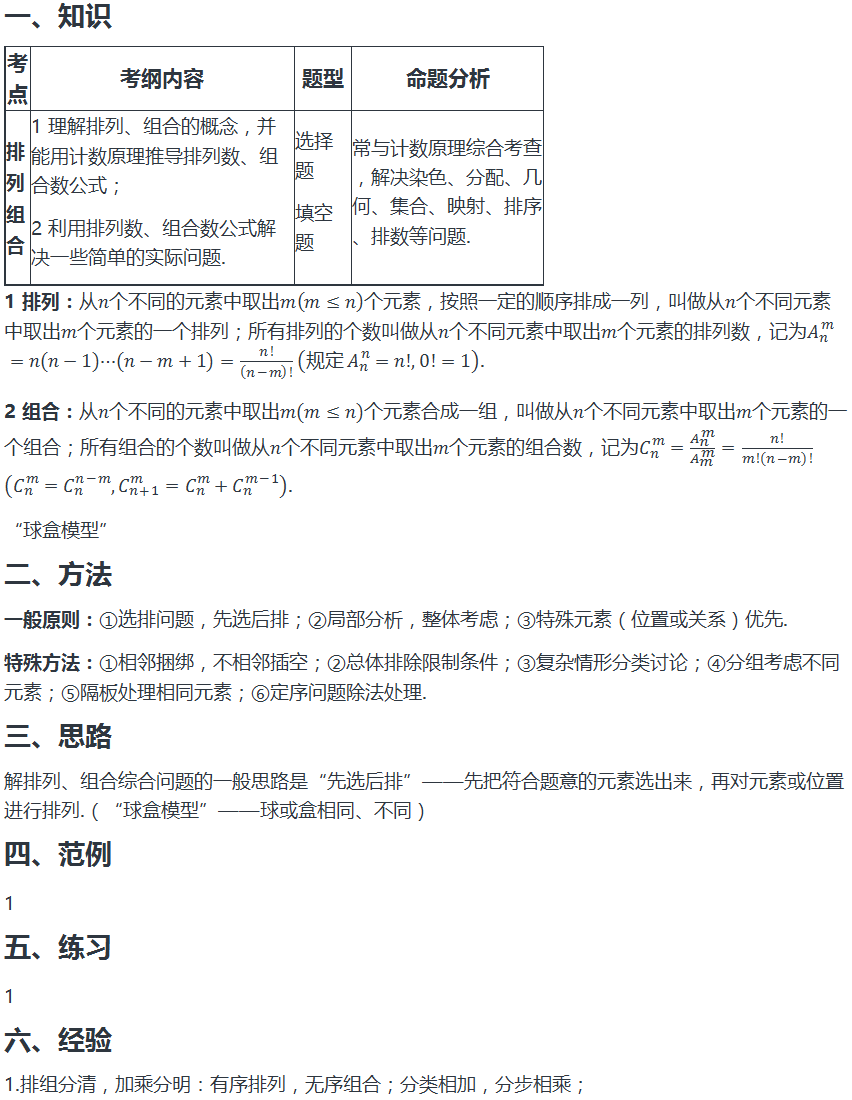 一、知识
考点
考纲内容
题型
命题分析
排列组合
1 理解排列、组合的概念，并
能用计数原理推导排列数、组
合数公式；
2 利用排列数、组合数公式解
决一些简单的实际问题.
选择
题
填空
题
常与计数原理综合考查
，解决染色、分配、几
何、集合、映射、排序
、排数等问题.
1 排列：从n个不同的元素中取出m(m ≤ n)个元素，按照一定的顺序排成一列，叫做从n个不同元素
中取出m个元素的一个排列；所有排列的个数叫做从n个不同元素中取出m个元素的排列数，记为A_n^m
= n(n − 1)⋯(n − m + 1) = n!/(n−m)! (规定 A_n^n = n!, 0! = 1).
2 组合：从n个不同的元素中取出m(m ≤ n)个元素合成一组，叫做从n个不同元素中取出m个元素的一
个组合；所有组合的个数叫做从n个不同元素中取出m个元素的组合数，记为C_n^m = A_n^m/A_m^m = n!/m!(n−m)!
(C_n^m = C_n^{n−m}, C_{n+1}^m = C_n^m + C_n^{m−1}).
“球盒模型”
二、方法
一般原则：①选排问题，先选后排；②局部分析，整体考虑；③特殊元素（位置或关系）优先.
特殊方法：①相邻捆绑，不相邻插空；②总体排除限制条件；③复杂情形分类讨论；④分组考虑不同
元素；⑤隔板处理相同元素；⑥定序问题除法处理.
三、思路
解排列、组合综合问题的一般思路是“先选后排”——先把符合题意的元素选出来，再对元素或位置
进行排列.（“球盒模型”——球或盒相同、不同）
四、范例
1
五、练习
1
六、经验
1.排组分清，加乘分明：有序排列，无序组合；分类相加，分步相乘；